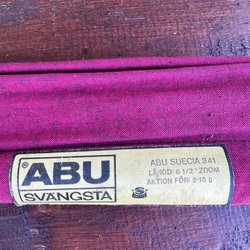 ® ABU
SVÄNGSTA
ABU SUECIA 341
LÄNGD: 6 1/2" ZOOM
AKTION FÖR: 2-15 g